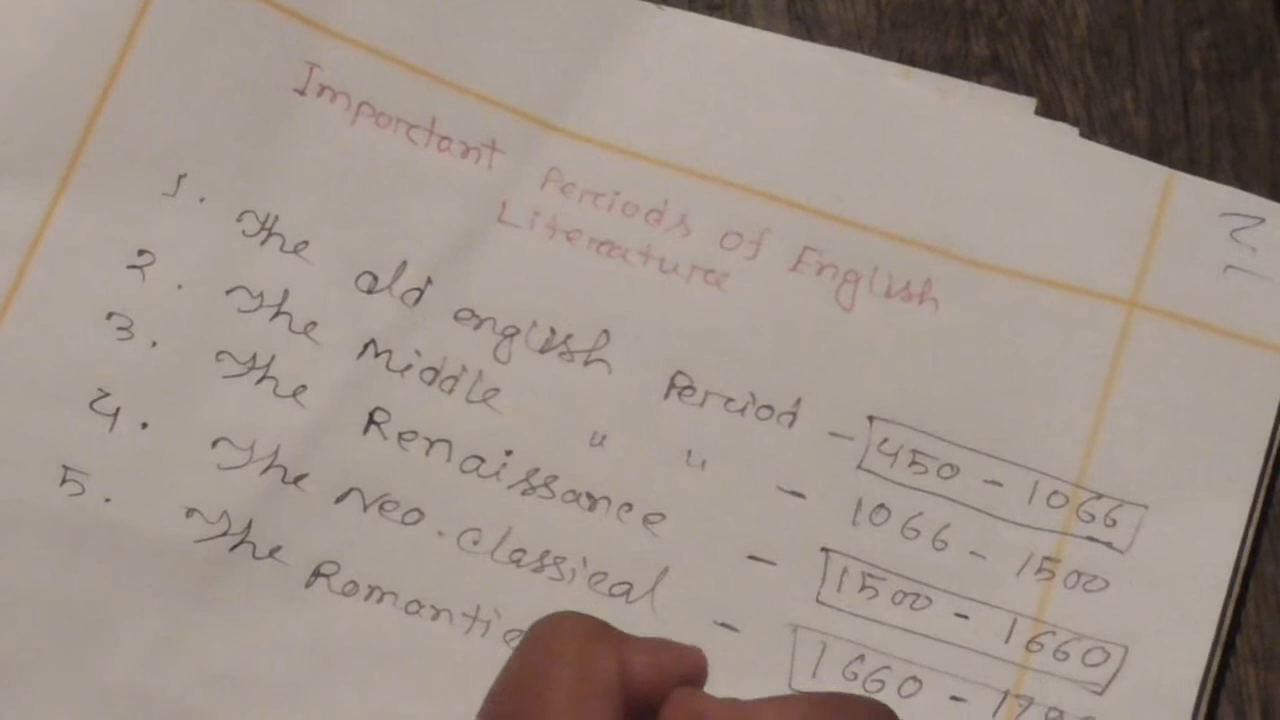 Important Periods of English
Literature
1. The old english Period - 450 - 1066
2. The Middle " " - 1066 - 1500
3. The Renaissance - 1500 - 1660
4. The Neo-classical - 1660 -
5. The Romantic